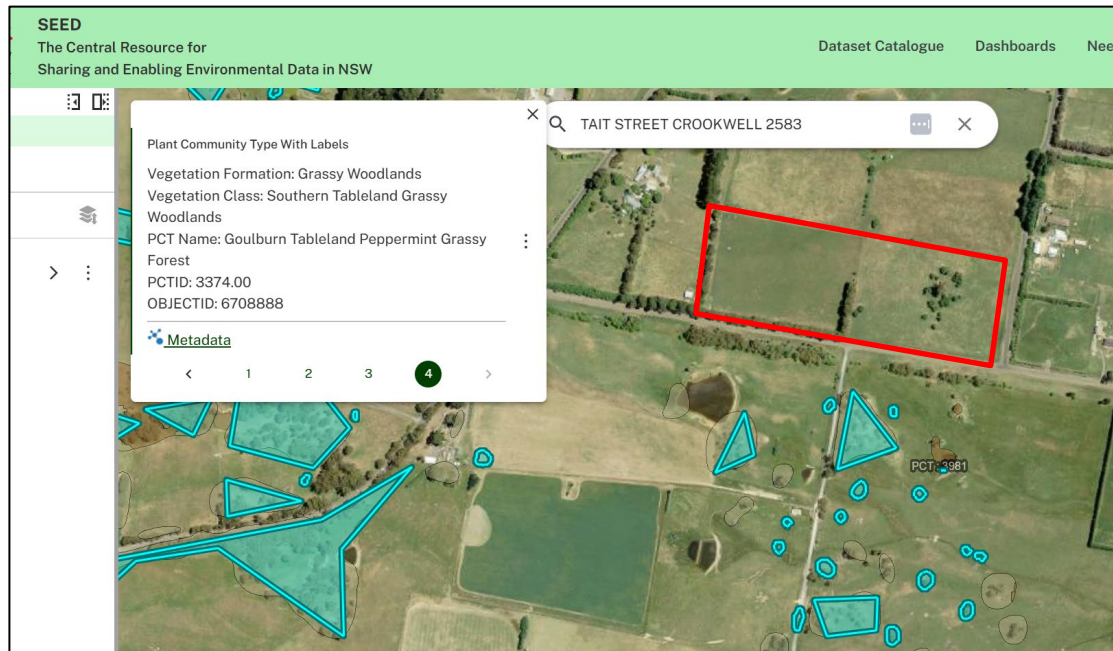 SEED
The Central Resource for
Sharing and Enabling Environmental Data in NSW
Dataset Catalogue
Dashboards
Nee
TAIT STREET CROOKWELL 2583
Plant Community Type With Labels
Vegetation Formation: Grassy Woodlands
Vegetation Class: Southern Tableland Grassy
Woodlands
PCT Name: Goulburn Tableland Peppermint Grassy
Forest
PCTID: 3374.00
OBJECTID: 6708888
Metadata
1
2
3
4
PCT: 3981